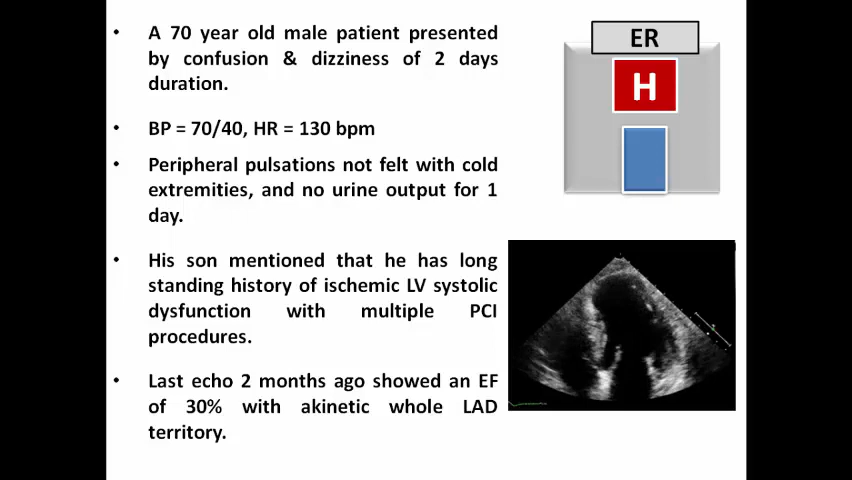 • A 70 year old male patient presented
by confusion & dizziness of 2 days
duration.
• BP = 70/40, HR = 130 bpm
• Peripheral pulsations not felt with cold
extremities, and no urine output for 1
day.
• His son mentioned that he has long
standing history of ischemic LV systolic
dysfunction with multiple PCI
procedures.
• Last echo 2 months ago showed an EF
of 30% with akinetic whole LAD
territory.
ER
H